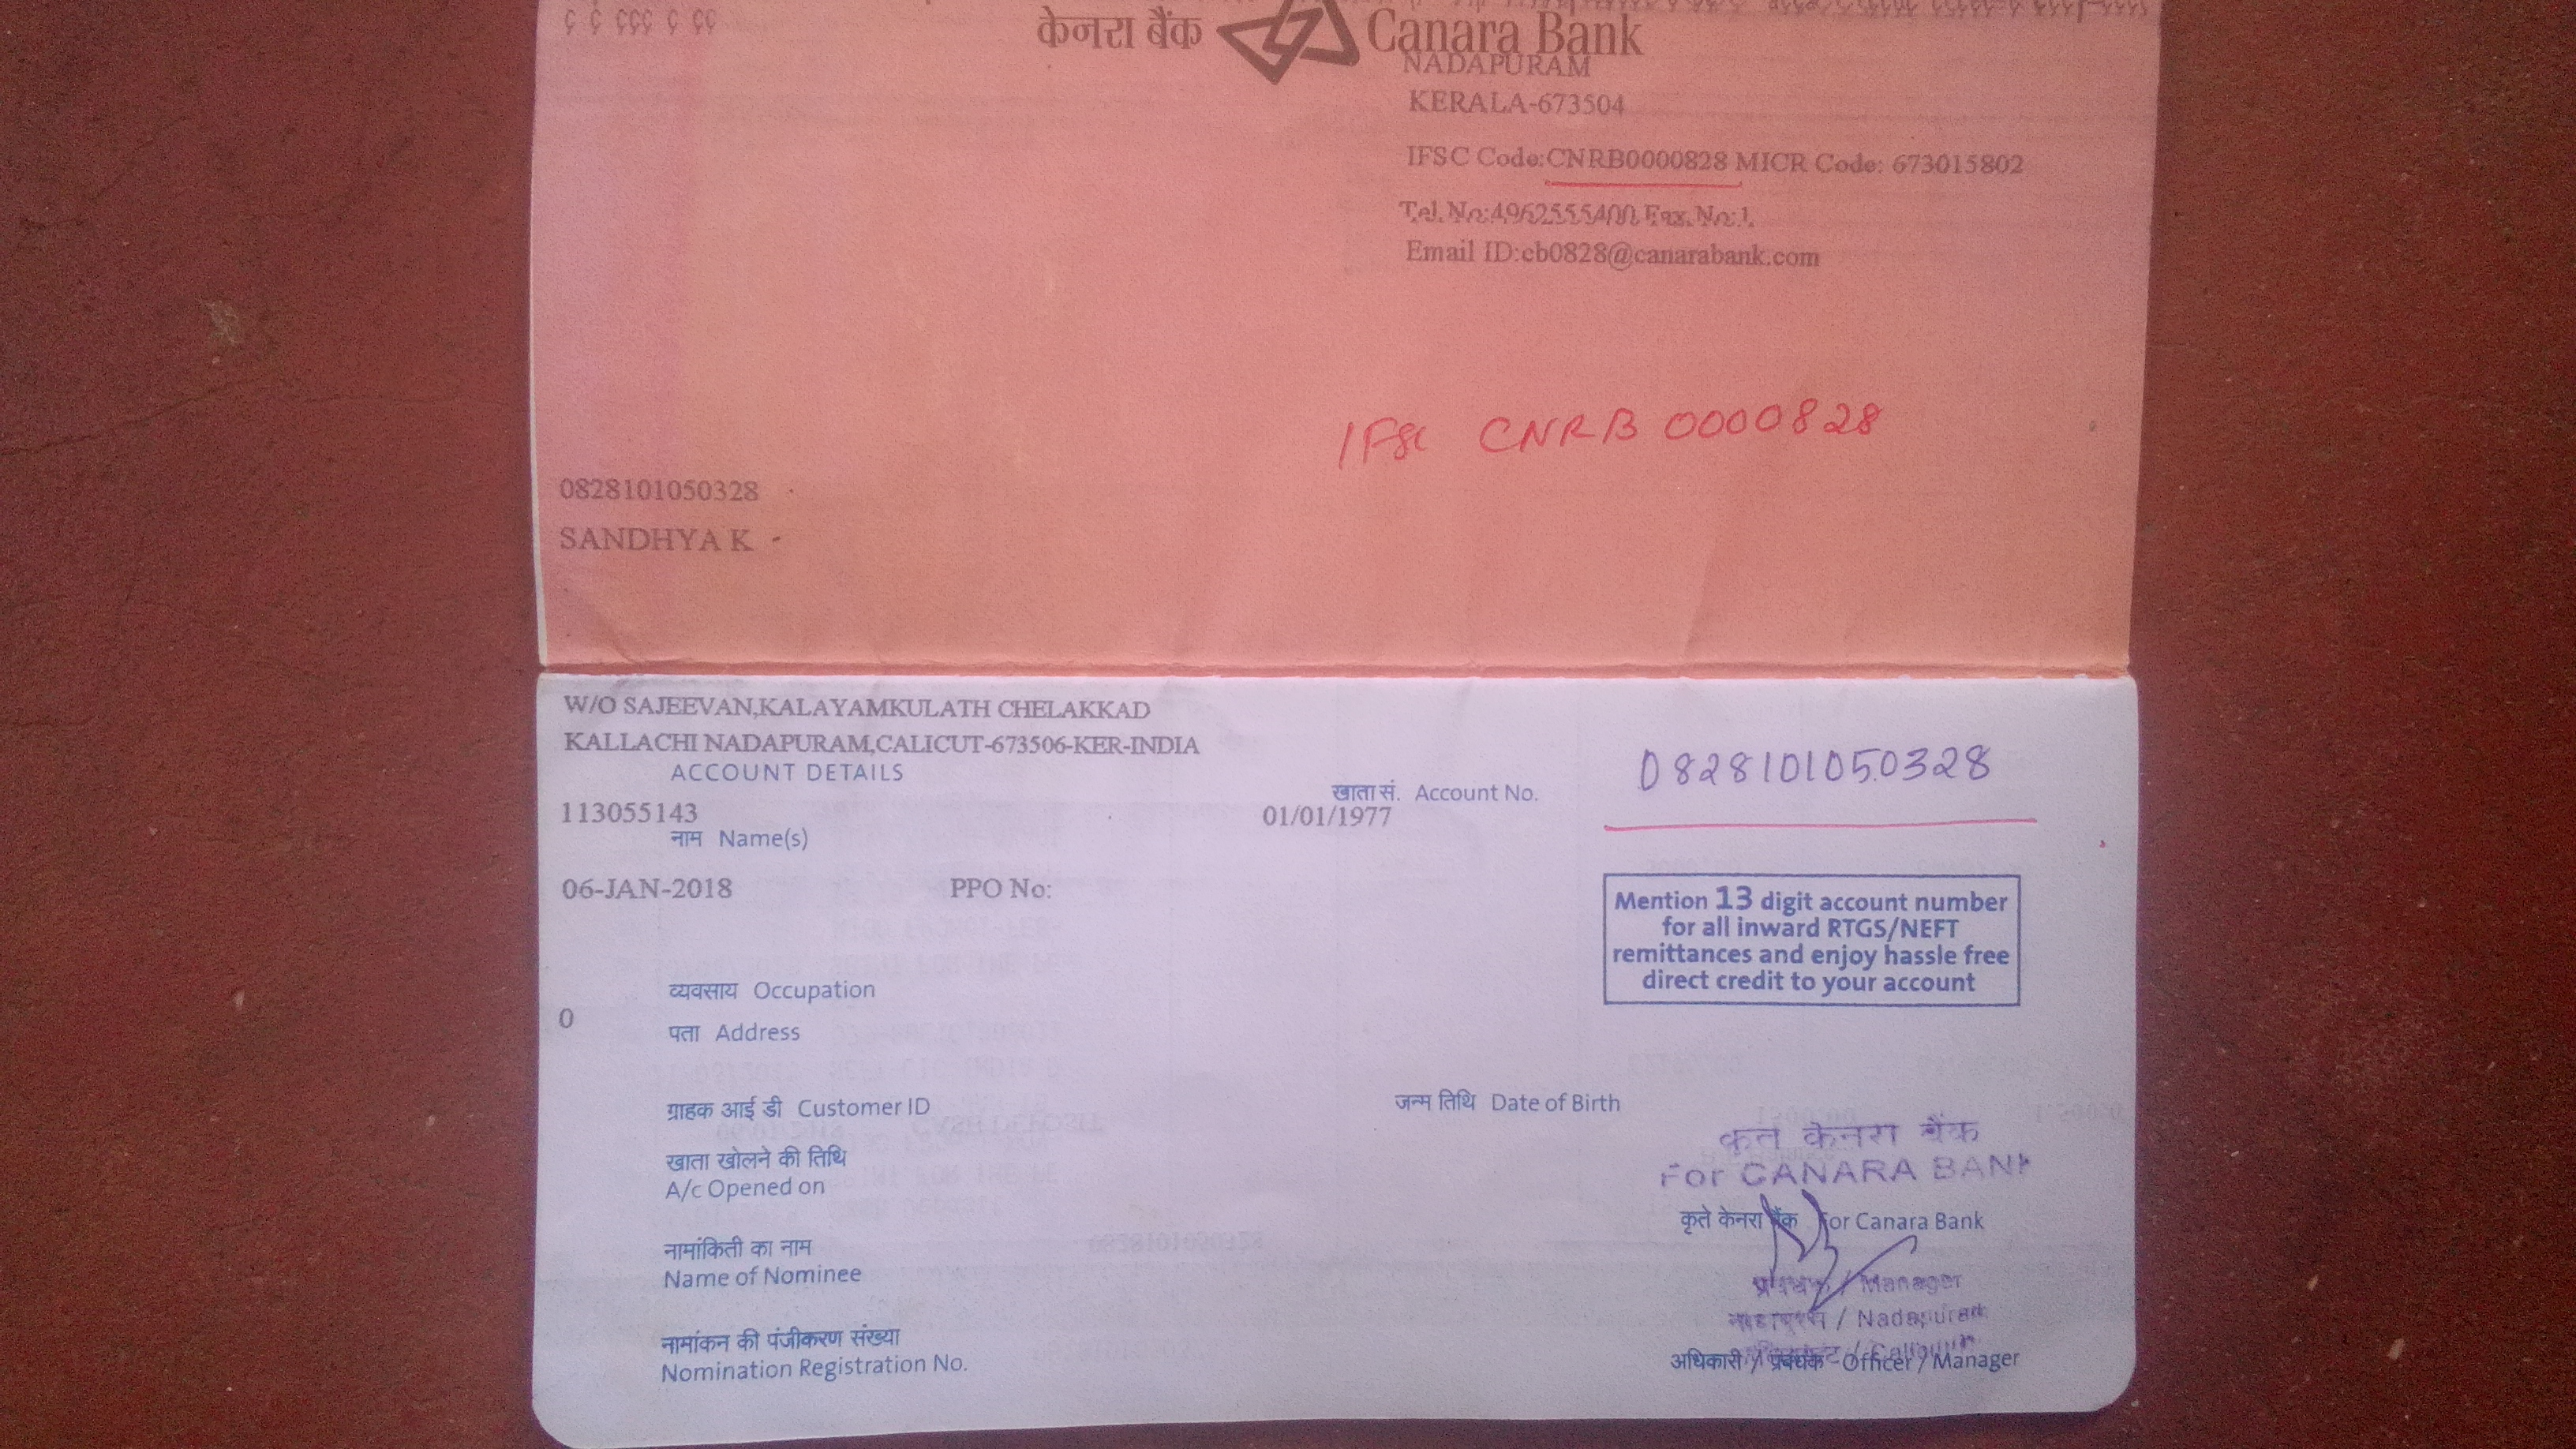 केनरा बैंक Canara Bank
NADAPURAM
KERALA-673504
IFSC Code:CNRB0000828 MICR Code: 673015802
Tel.No:4962555400 Fax.No:1
Email ID:cb0828@canarabank.com
IFSC CNRB 0000828
0828101050328
SANDHYA K
W/O SAJEEVAN,KALAYAMKULATH CHELAKKAD
KALLACHI NADAPURAM,CALICUT-673506-KER-INDIA
ACCOUNT DETAILS
खाता सं. Account No. 0828101050328
113055143 01/01/1977
नाम Name(s)
06-JAN-2018 PPO No:
Mention 13 digit account number
for all inward RTGS/NEFT
remittances and enjoy hassle free
direct credit to your account
व्यवसाय Occupation
0
पता Address
ग्राहक आई डी Customer ID
जन्म तिथि Date of Birth
कृते केनरा बैंक
For CANARA BANK
खाता खोलने की तिथि
A/c Opened on
कृते केनरा बैंक For Canara Bank
नामांकिती का नाम
Name of Nominee
प्रबंधक / Manager
/ Nadapuram
नामांकन की पंजीकरण संख्या
Nomination Registration No.
अधिकारी / प्रबंधक Officer / Manager